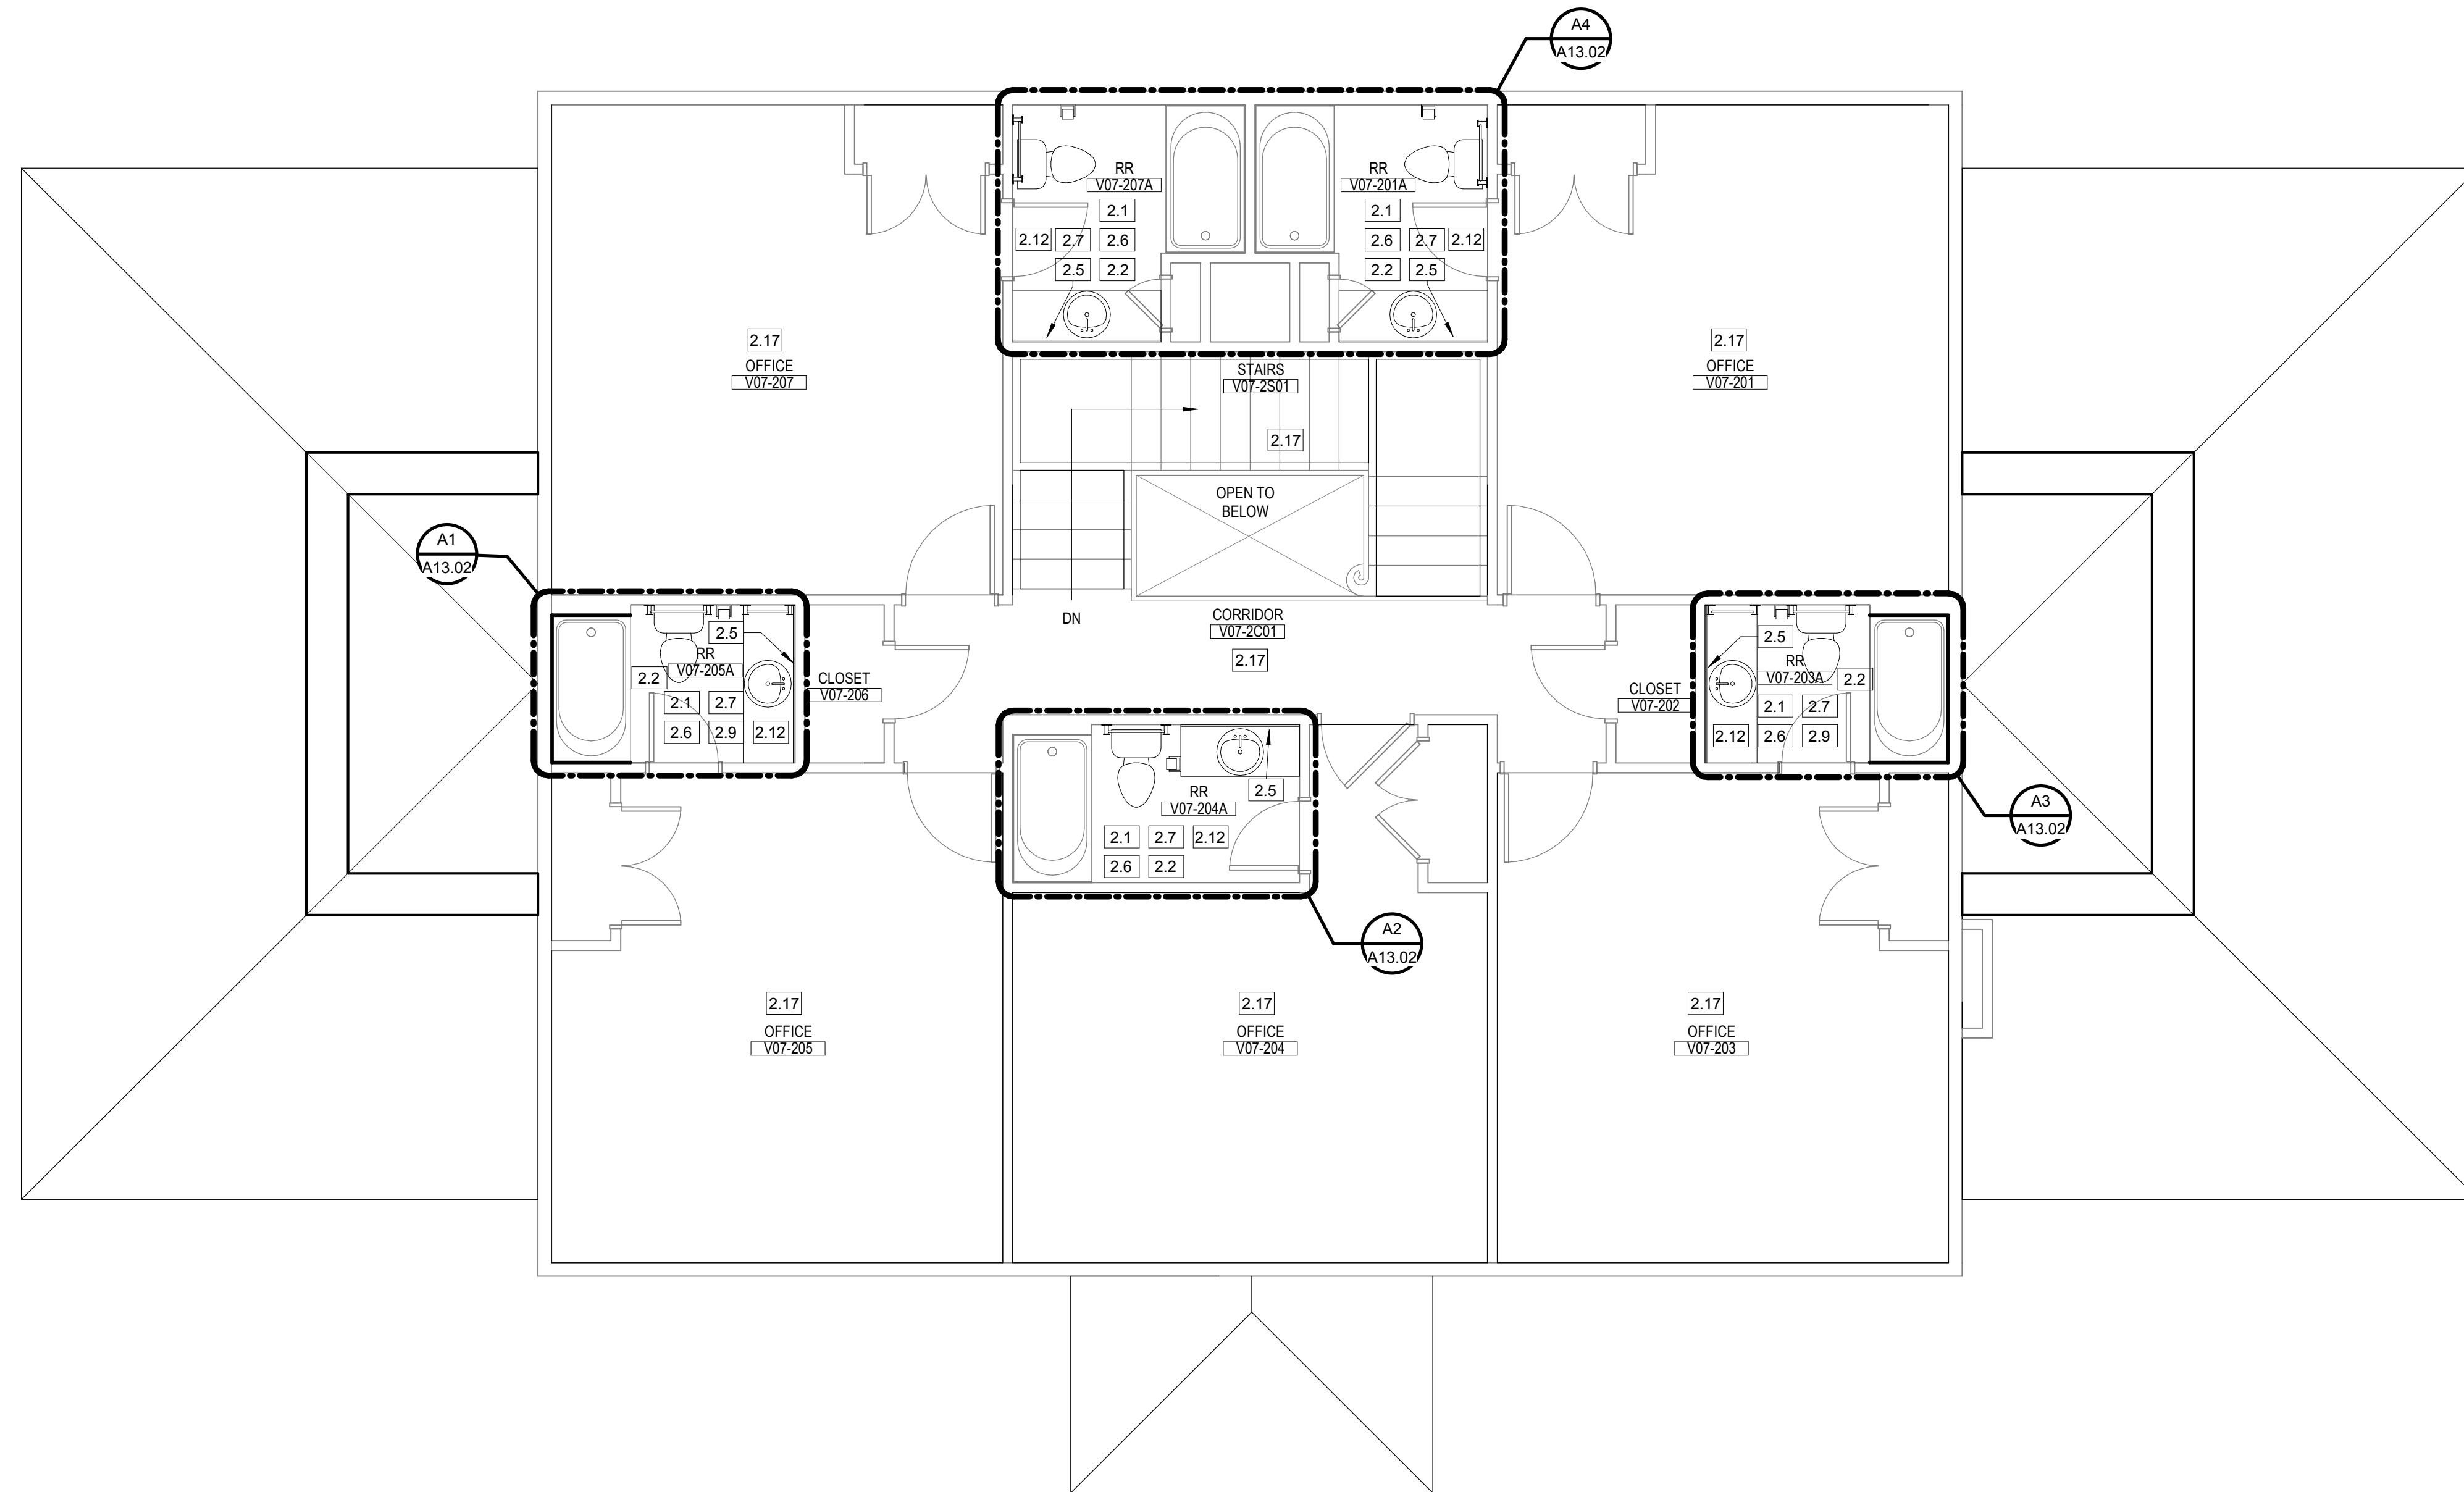 A4
A13.02
RR
V07-207A
2.1
2.12
2.7
2.6
2.5
2.2
RR
V07-201A
2.1
2.6
2.7
2.12
2.2
2.5
2.17
OFFICE
V07-207
STAIRS
V07-2S01
2.17
2.17
OFFICE
V07-201
OPEN TO
BELOW
DN
CORRIDOR
V07-2C01
2.17
A1
A13.02
2.5
RR
V07-205A
2.2
2.1
2.7
2.6
2.9
2.12
CLOSET
V07-206
CLOSET
V07-202
2.5
RR
V07-203A
2.2
2.1
2.7
2.12
2.6
2.9
A3
A13.02
2.5
RR
V07-204A
2.1
2.7
2.12
2.6
2.2
A2
A13.02
2.17
OFFICE
V07-205
2.17
OFFICE
V07-204
2.17
OFFICE
V07-203